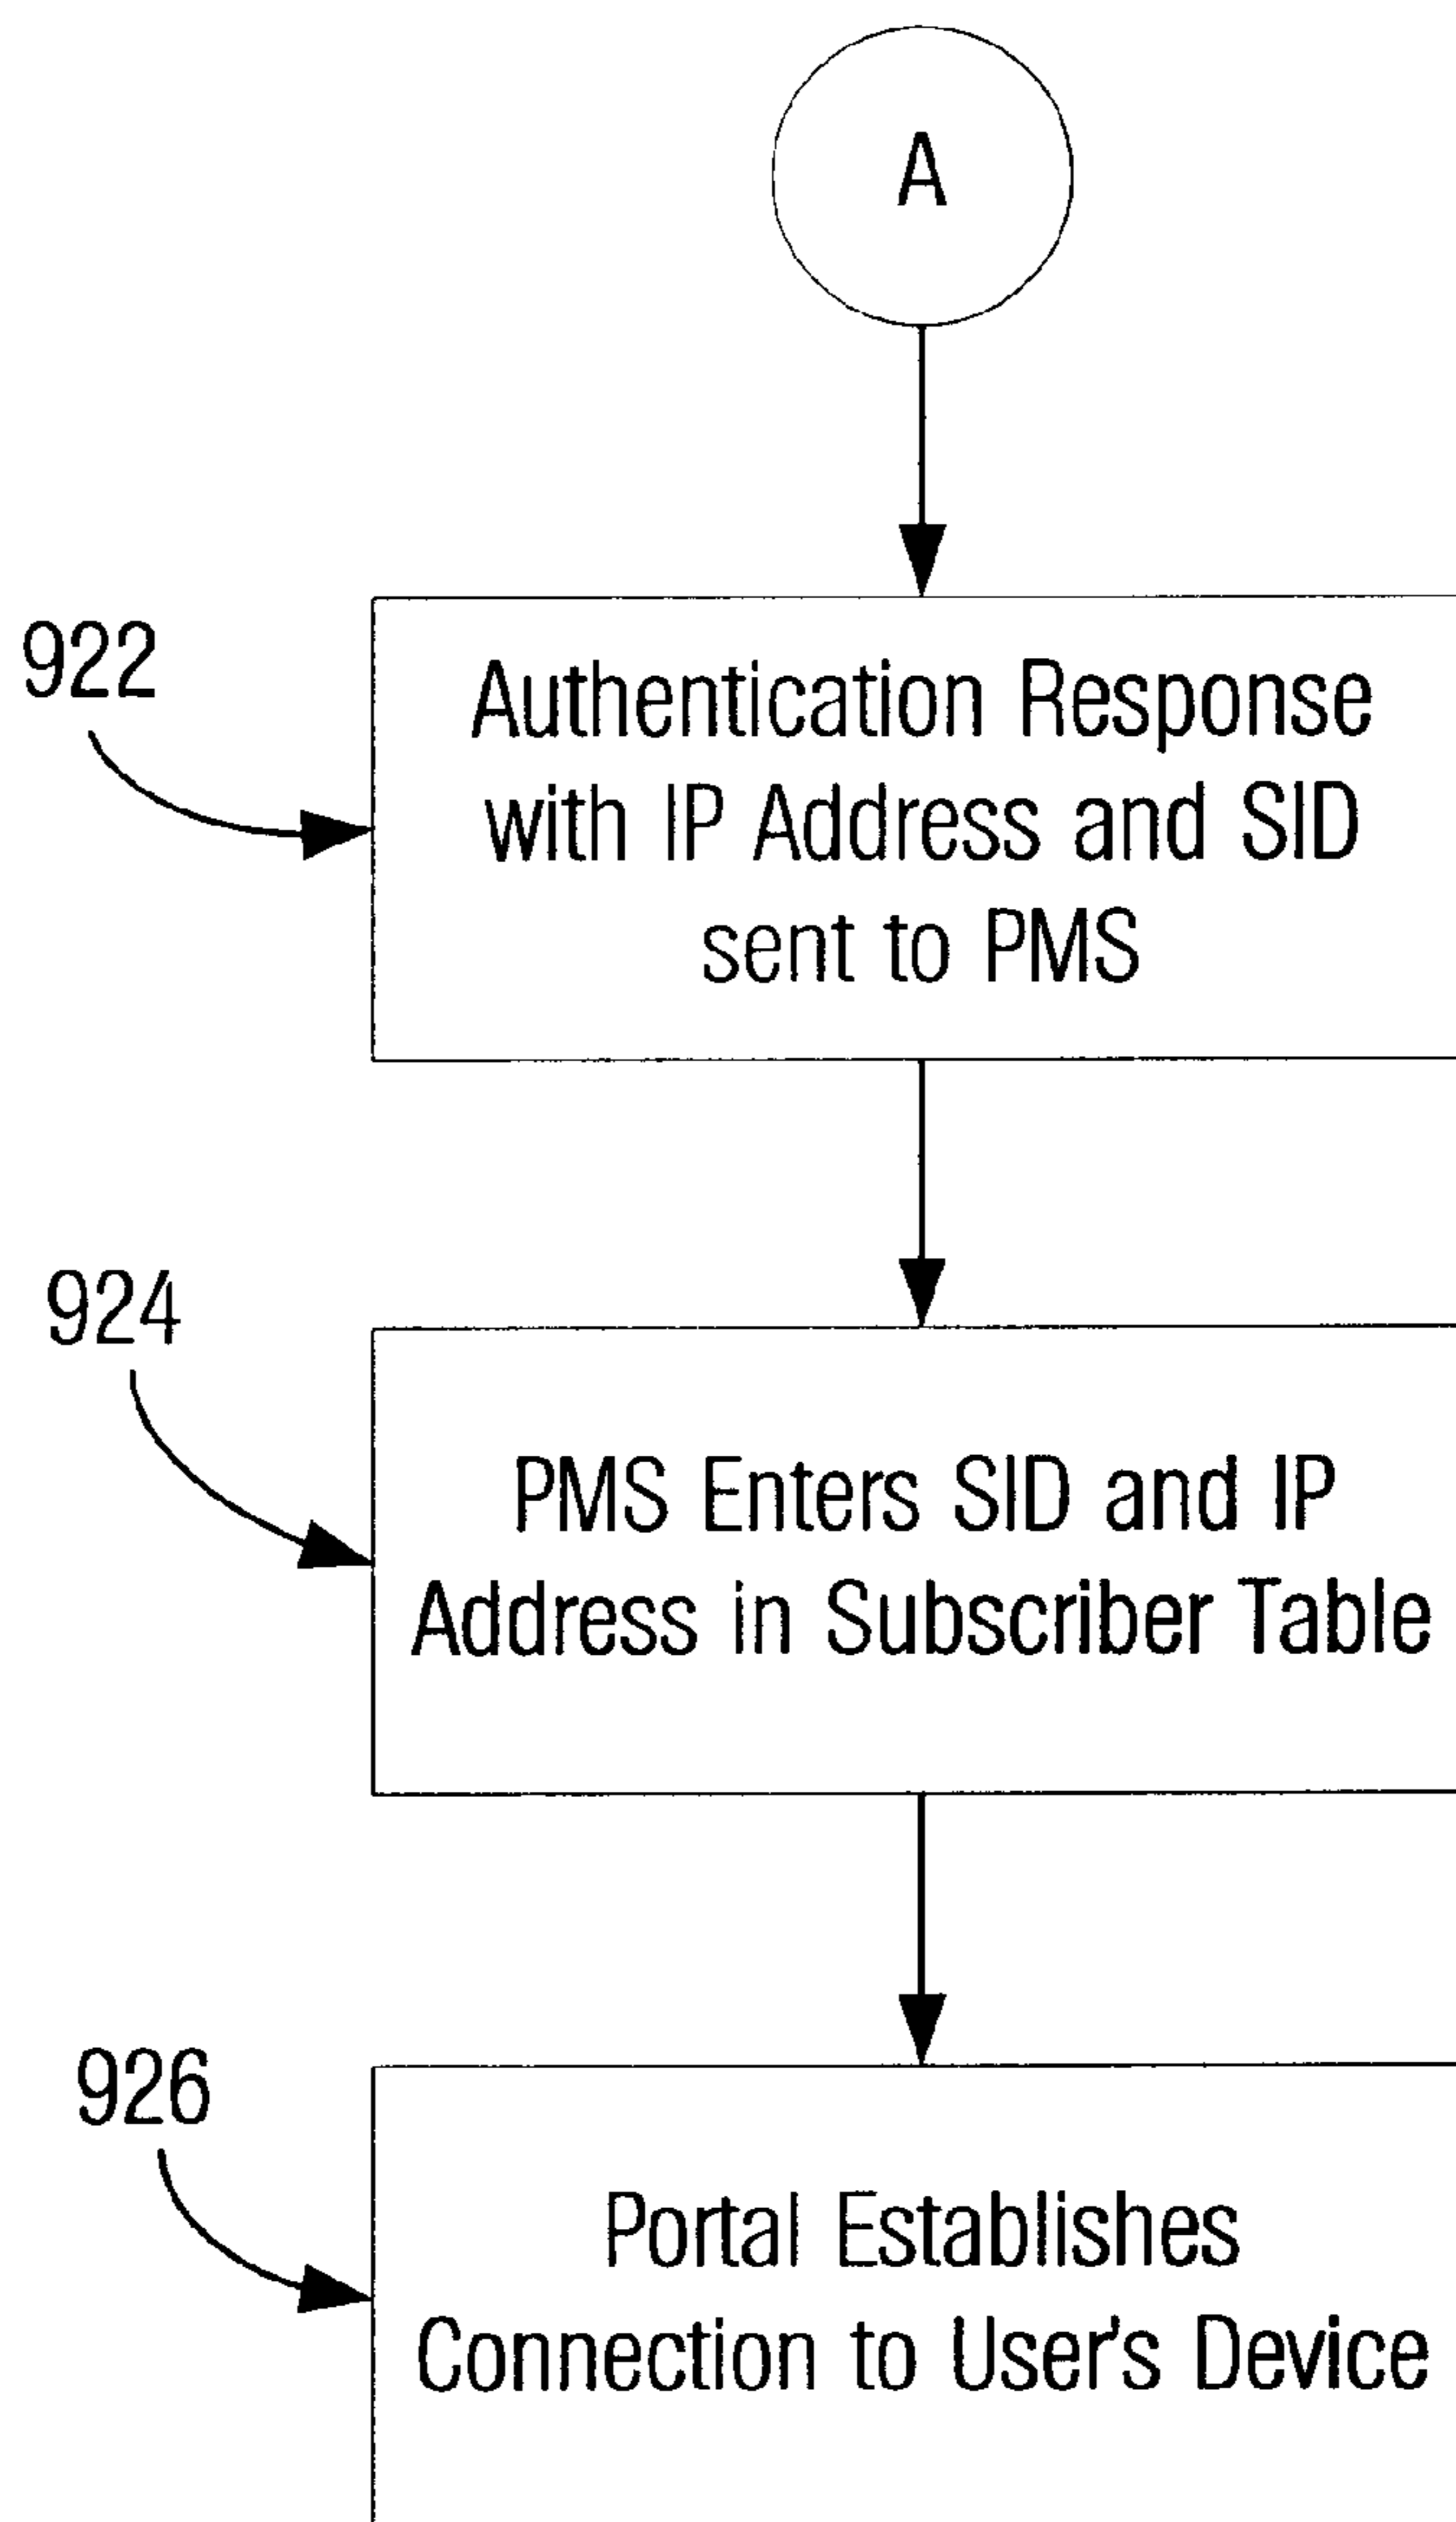 A
922
Authentication Response
with IP Address and SID
sent to PMS
924
PMS Enters SID and IP
Address in Subscriber Table
926
Portal Establishes
Connection to User's Device